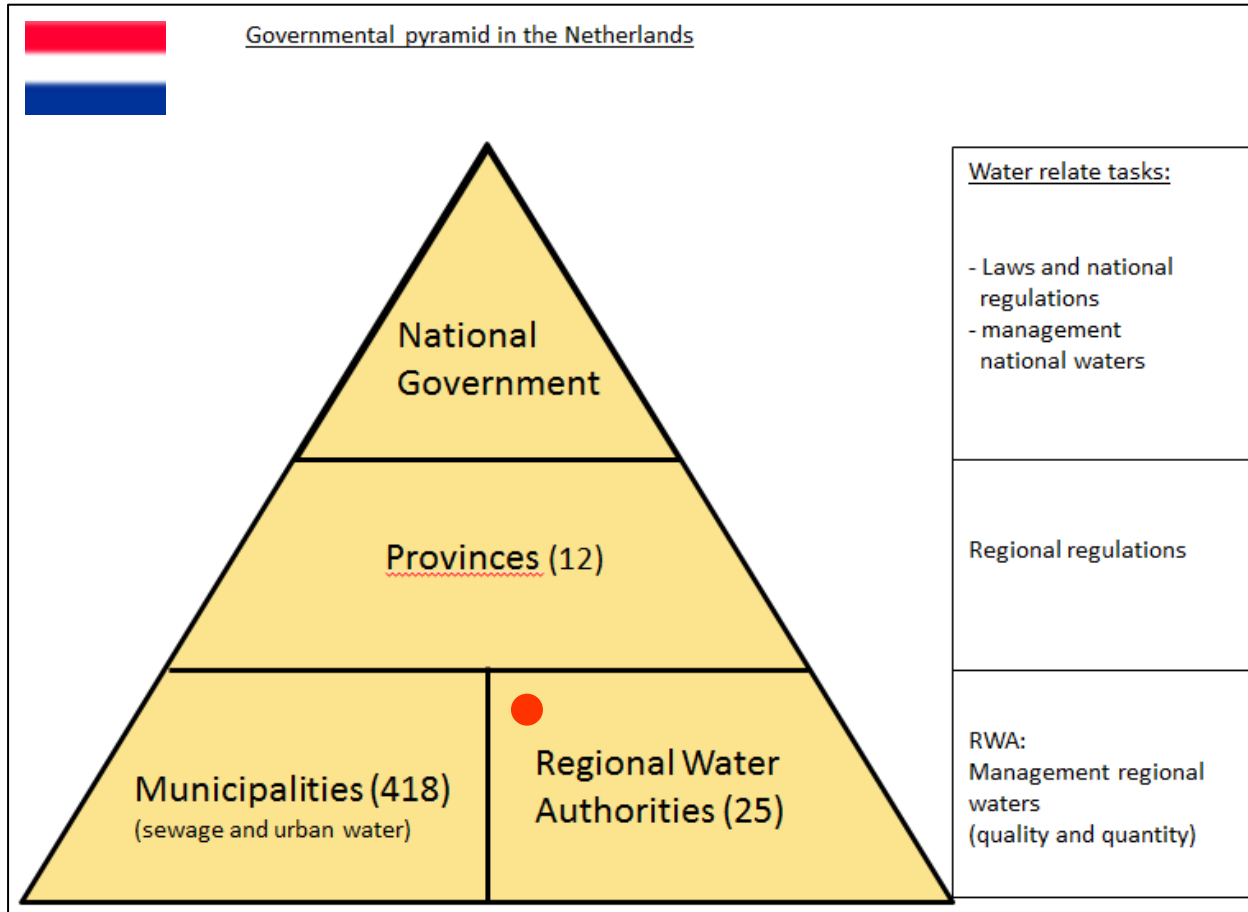 Governmental pyramid in the Netherlands
National
Government
Provinces (12)
Municipalities (418)
(sewage and urban water)
Regional Water
Authorities (25)
Water relate tasks:
- Laws and national
regulations
- management
national waters
Regional regulations
RWA:
Management regional
waters
(quality and quantity)